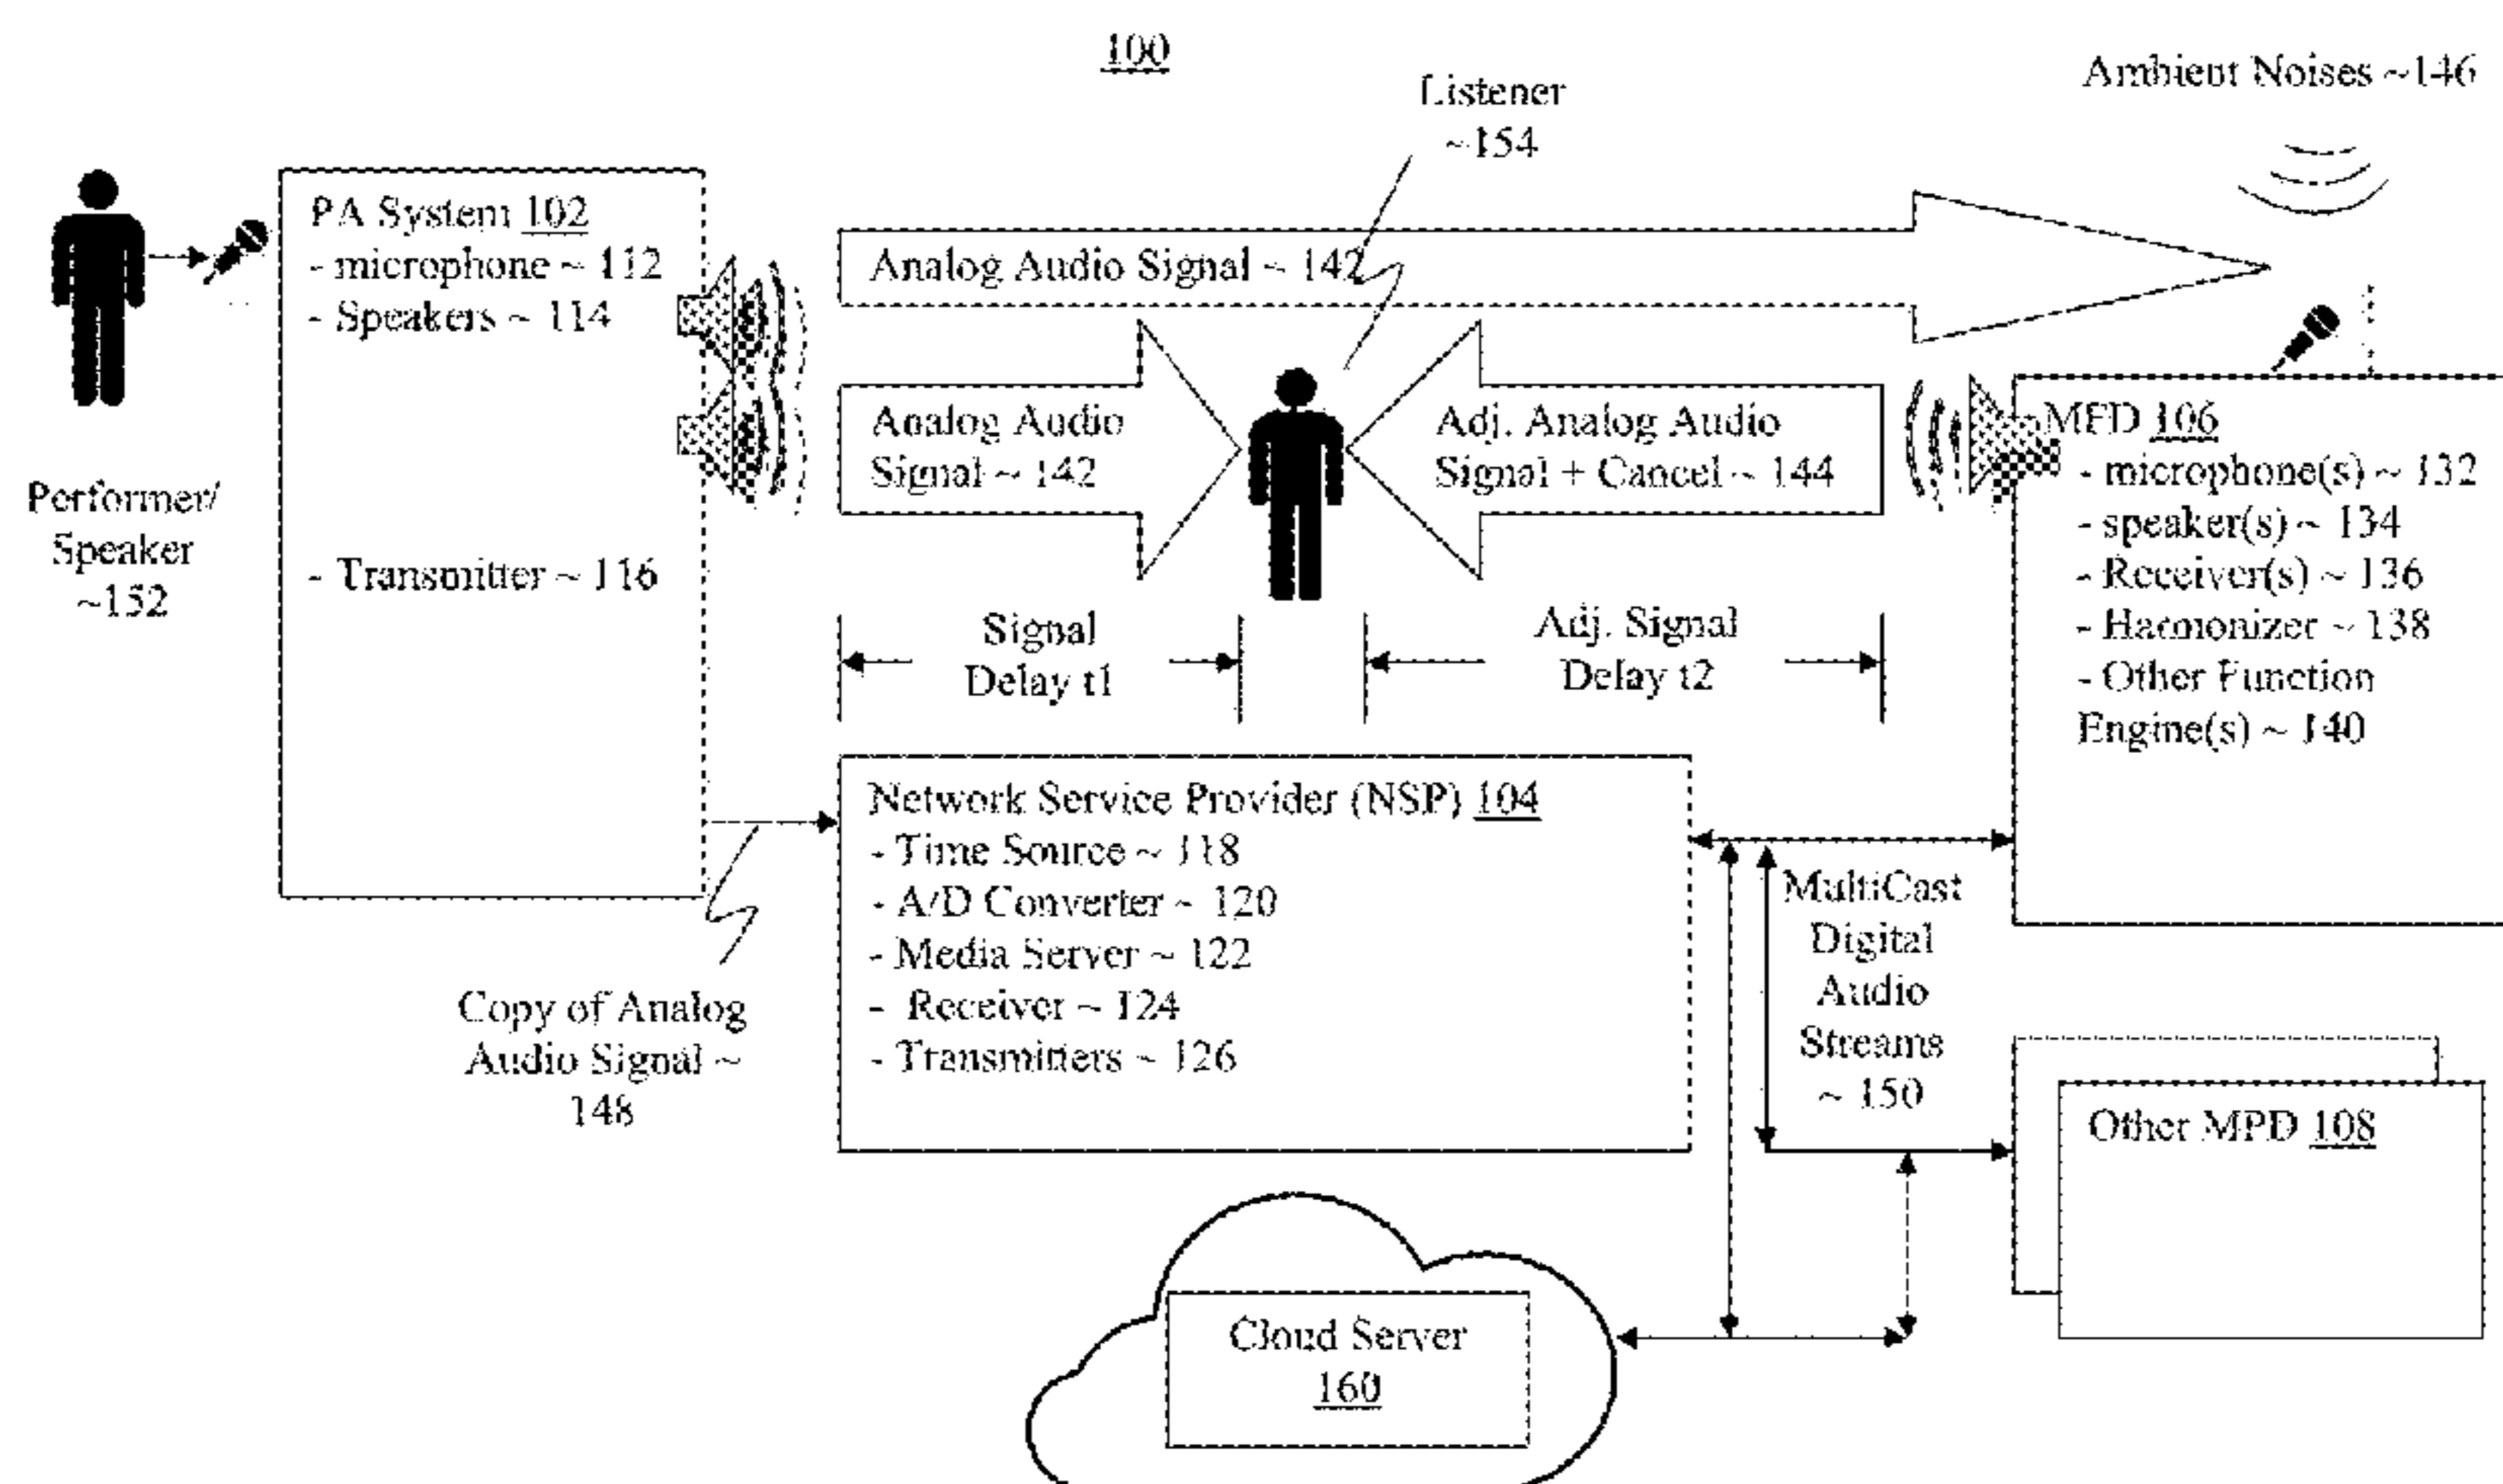 100
Listener
~154
Ambient Noises ~146
PA System 102
- microphone ~ 112
- Speakers ~ 114
- Transmitter ~ 116
Performer/
Speaker
~152
Analog Audio Signal ~ 142
Analog Audio
Signal ~ 142
Adj. Analog Audio
Signal + Cancel ~ 144
MPD 106
- microphone(s) ~ 132
- speaker(s) ~ 134
- Receiver(s) ~ 136
- Harmonizer ~ 138
- Other Function
Engine(s) ~ 140
Signal
Delay t1
Adj. Signal
Delay t2
Network Service Provider (NSP) 104
- Time Source ~ 118
- A/D Converter ~ 120
- Media Server ~ 122
- Receiver ~ 124
- Transmitters ~ 126
Copy of Analog
Audio Signal ~
148
MultiCast
Digital
Audio
Streams
~ 150
Other MPD 108
Cloud Server
160